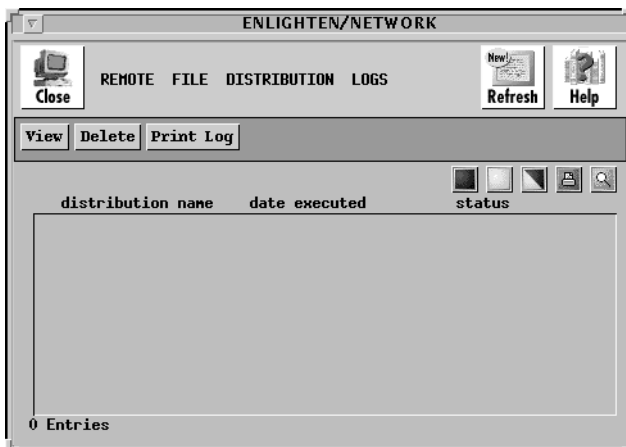 ENLIGHTEN/NETWORK
Close
REMOTE FILE DISTRIBUTION LOGS
New!
Refresh
Help
View Delete Print Log
distribution name date executed status
0 Entries